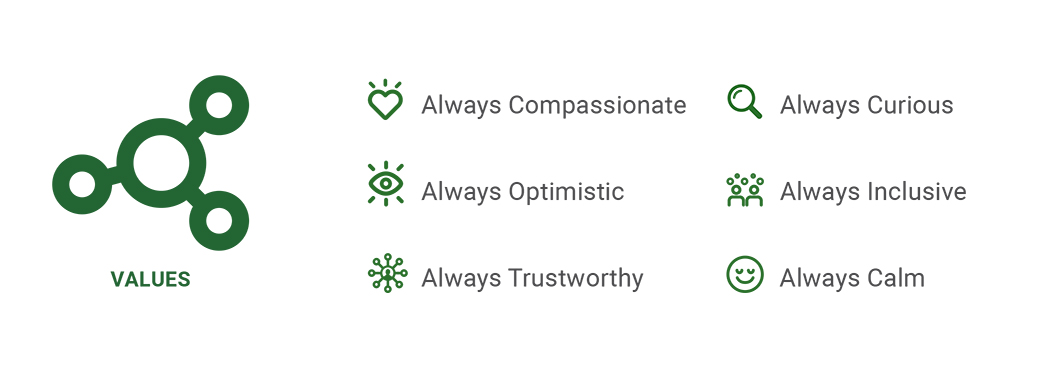 VALUES
Always Compassionate
Always Curious
Always Optimistic
Always Inclusive
Always Trustworthy
Always Calm